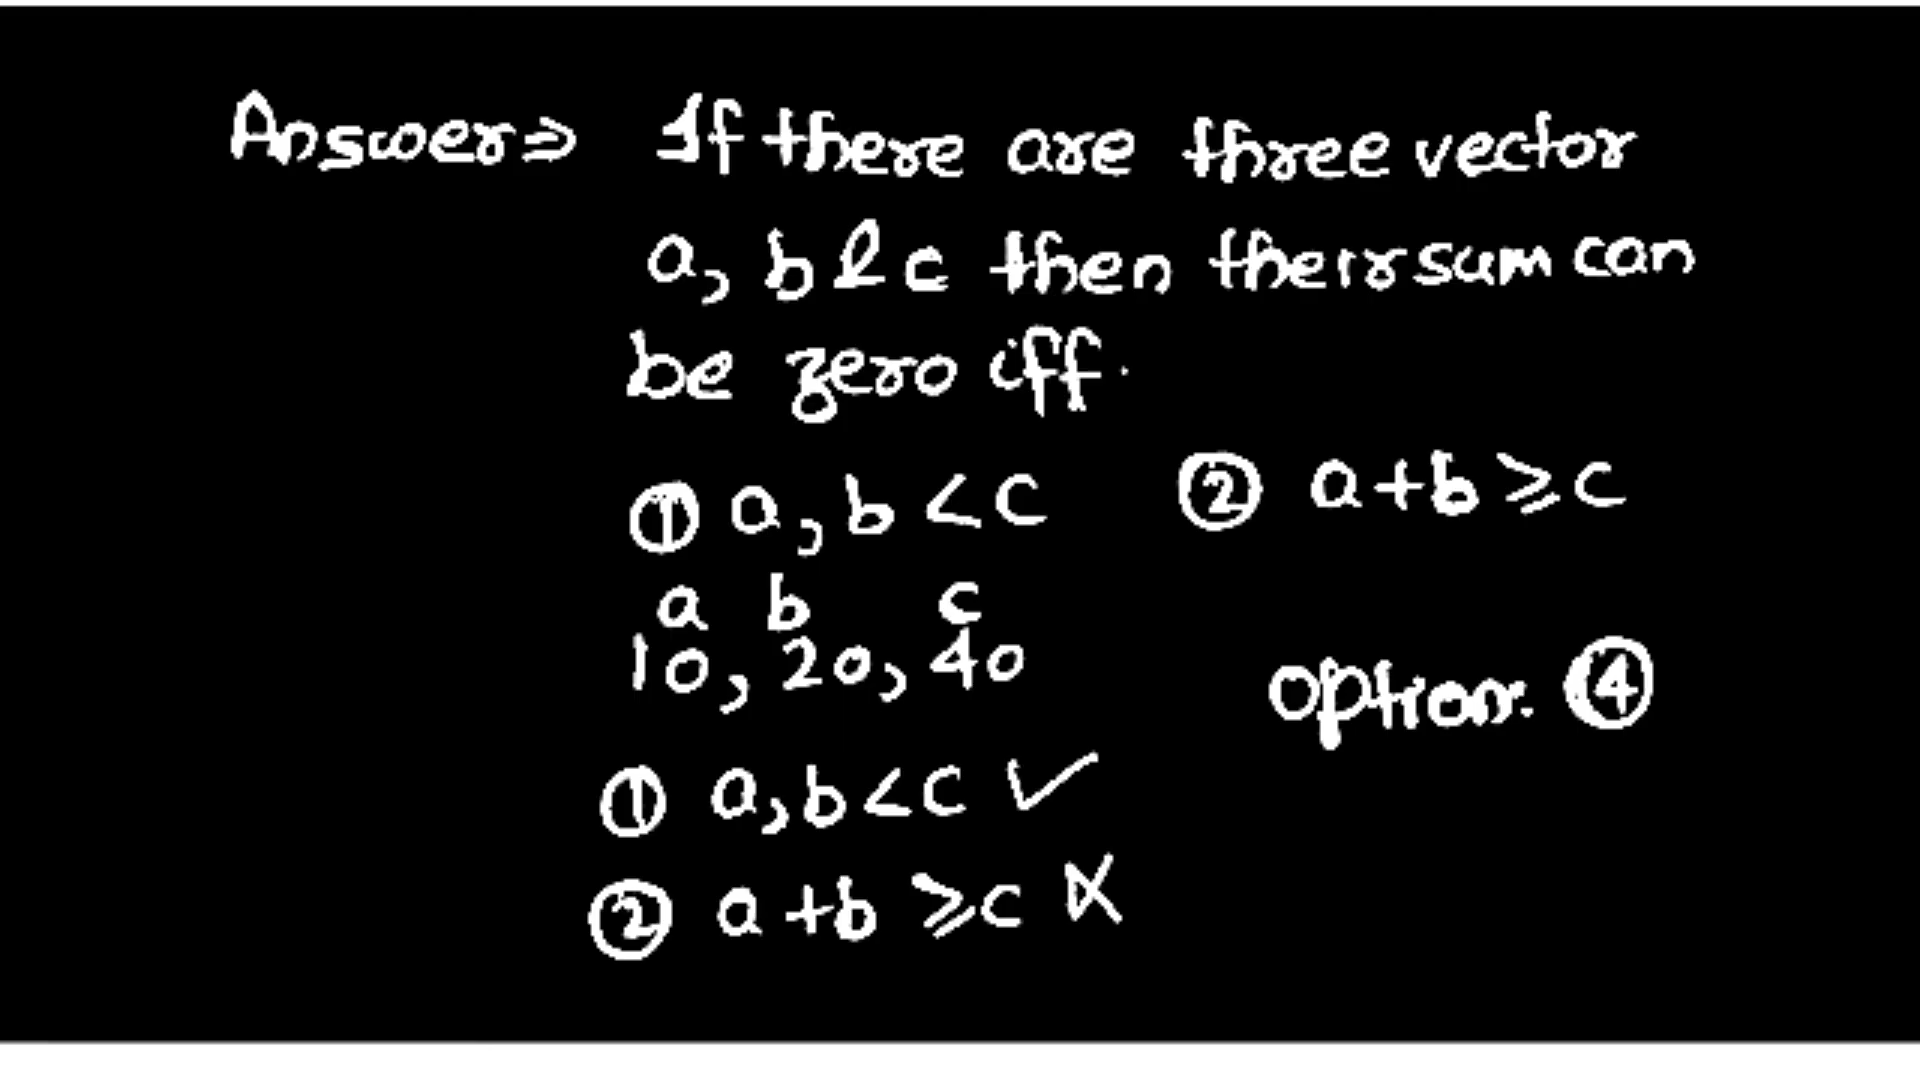 Answer⇒ If there are three vector
a, b & c then their sum can
be zero iff.
① a, b < c ② a+b ⩾ c
a b c
10, 20, 40
option. ④
① a, b < c ✓
② a+b ⩾ c ✗